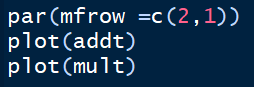 par(mfrow =c(2,1))
plot(addt)
plot(mult)